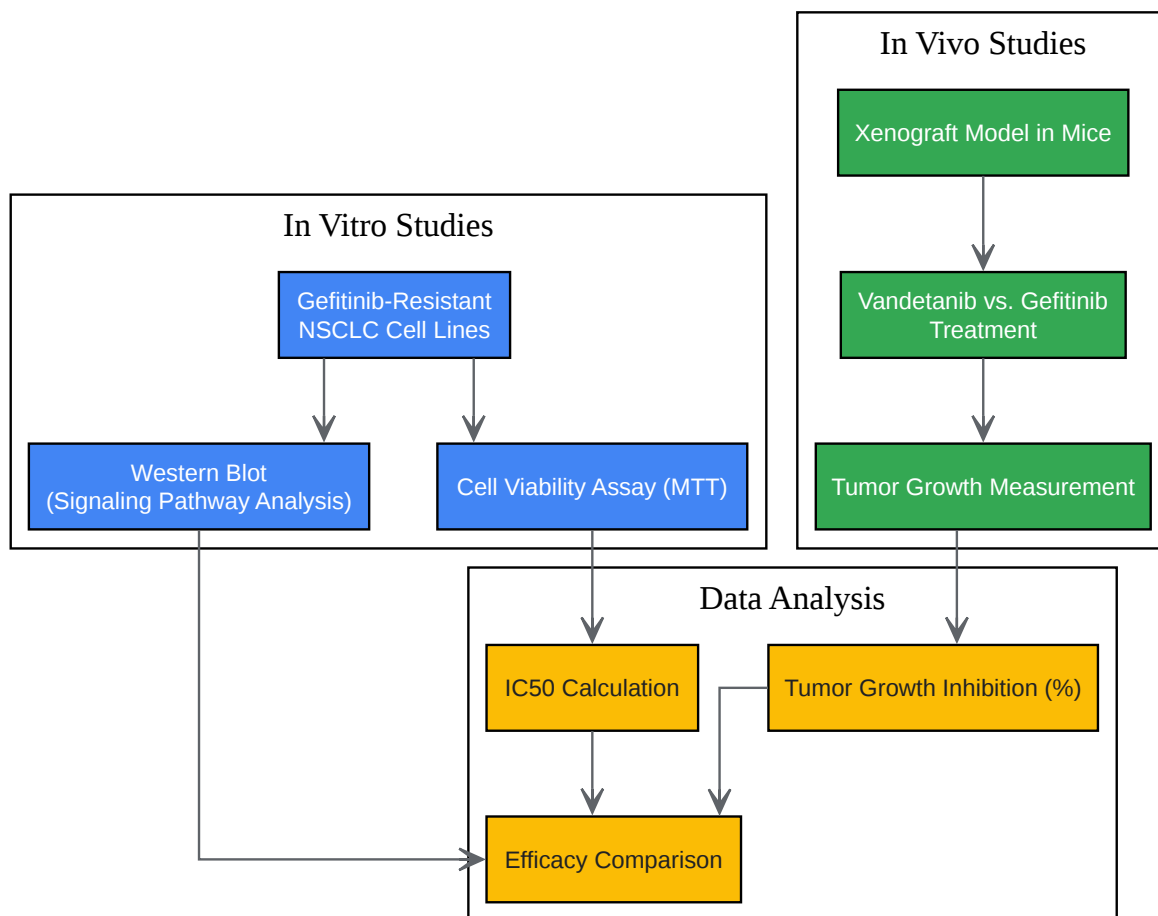 In Vivo Studies
Xenograft Model in Mice
In Vitro Studies
Gefitinib-Resistant
NSCLC Cell Lines
Vandetanib vs. Gefitinib
Treatment
Western Blot
(Signaling Pathway Analysis)
Cell Viability Assay (MTT)
Tumor Growth Measurement
Data Analysis
IC50 Calculation
Tumor Growth Inhibition (%)
Efficacy Comparison